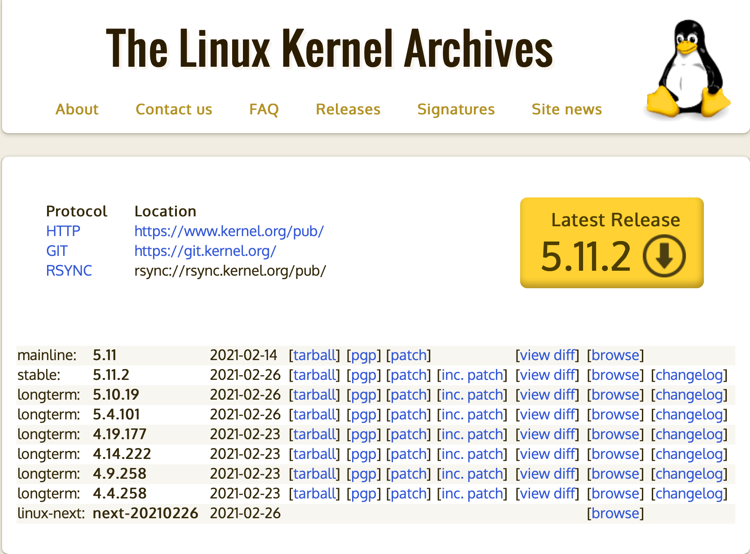 The Linux Kernel Archives
About Contact us FAQ Releases Signatures Site news
Protocol Location
HTTP https://www.kernel.org/pub/
GIT https://git.kernel.org/
RSYNC rsync://rsync.kernel.org/pub/
Latest Release
5.11.2
mainline: 5.11 2021-02-14 [tarball] [pgp] [patch] [view diff] [browse]
stable: 5.11.2 2021-02-26 [tarball] [pgp] [patch] [inc. patch] [view diff] [browse] [changelog]
longterm: 5.10.19 2021-02-26 [tarball] [pgp] [patch] [inc. patch] [view diff] [browse] [changelog]
longterm: 5.4.101 2021-02-26 [tarball] [pgp] [patch] [inc. patch] [view diff] [browse] [changelog]
longterm: 4.19.177 2021-02-23 [tarball] [pgp] [patch] [inc. patch] [view diff] [browse] [changelog]
longterm: 4.14.222 2021-02-23 [tarball] [pgp] [patch] [inc. patch] [view diff] [browse] [changelog]
longterm: 4.9.258 2021-02-23 [tarball] [pgp] [patch] [inc. patch] [view diff] [browse] [changelog]
longterm: 4.4.258 2021-02-23 [tarball] [pgp] [patch] [inc. patch] [view diff] [browse] [changelog]
linux-next: next-20210226 2021-02-26 [browse]